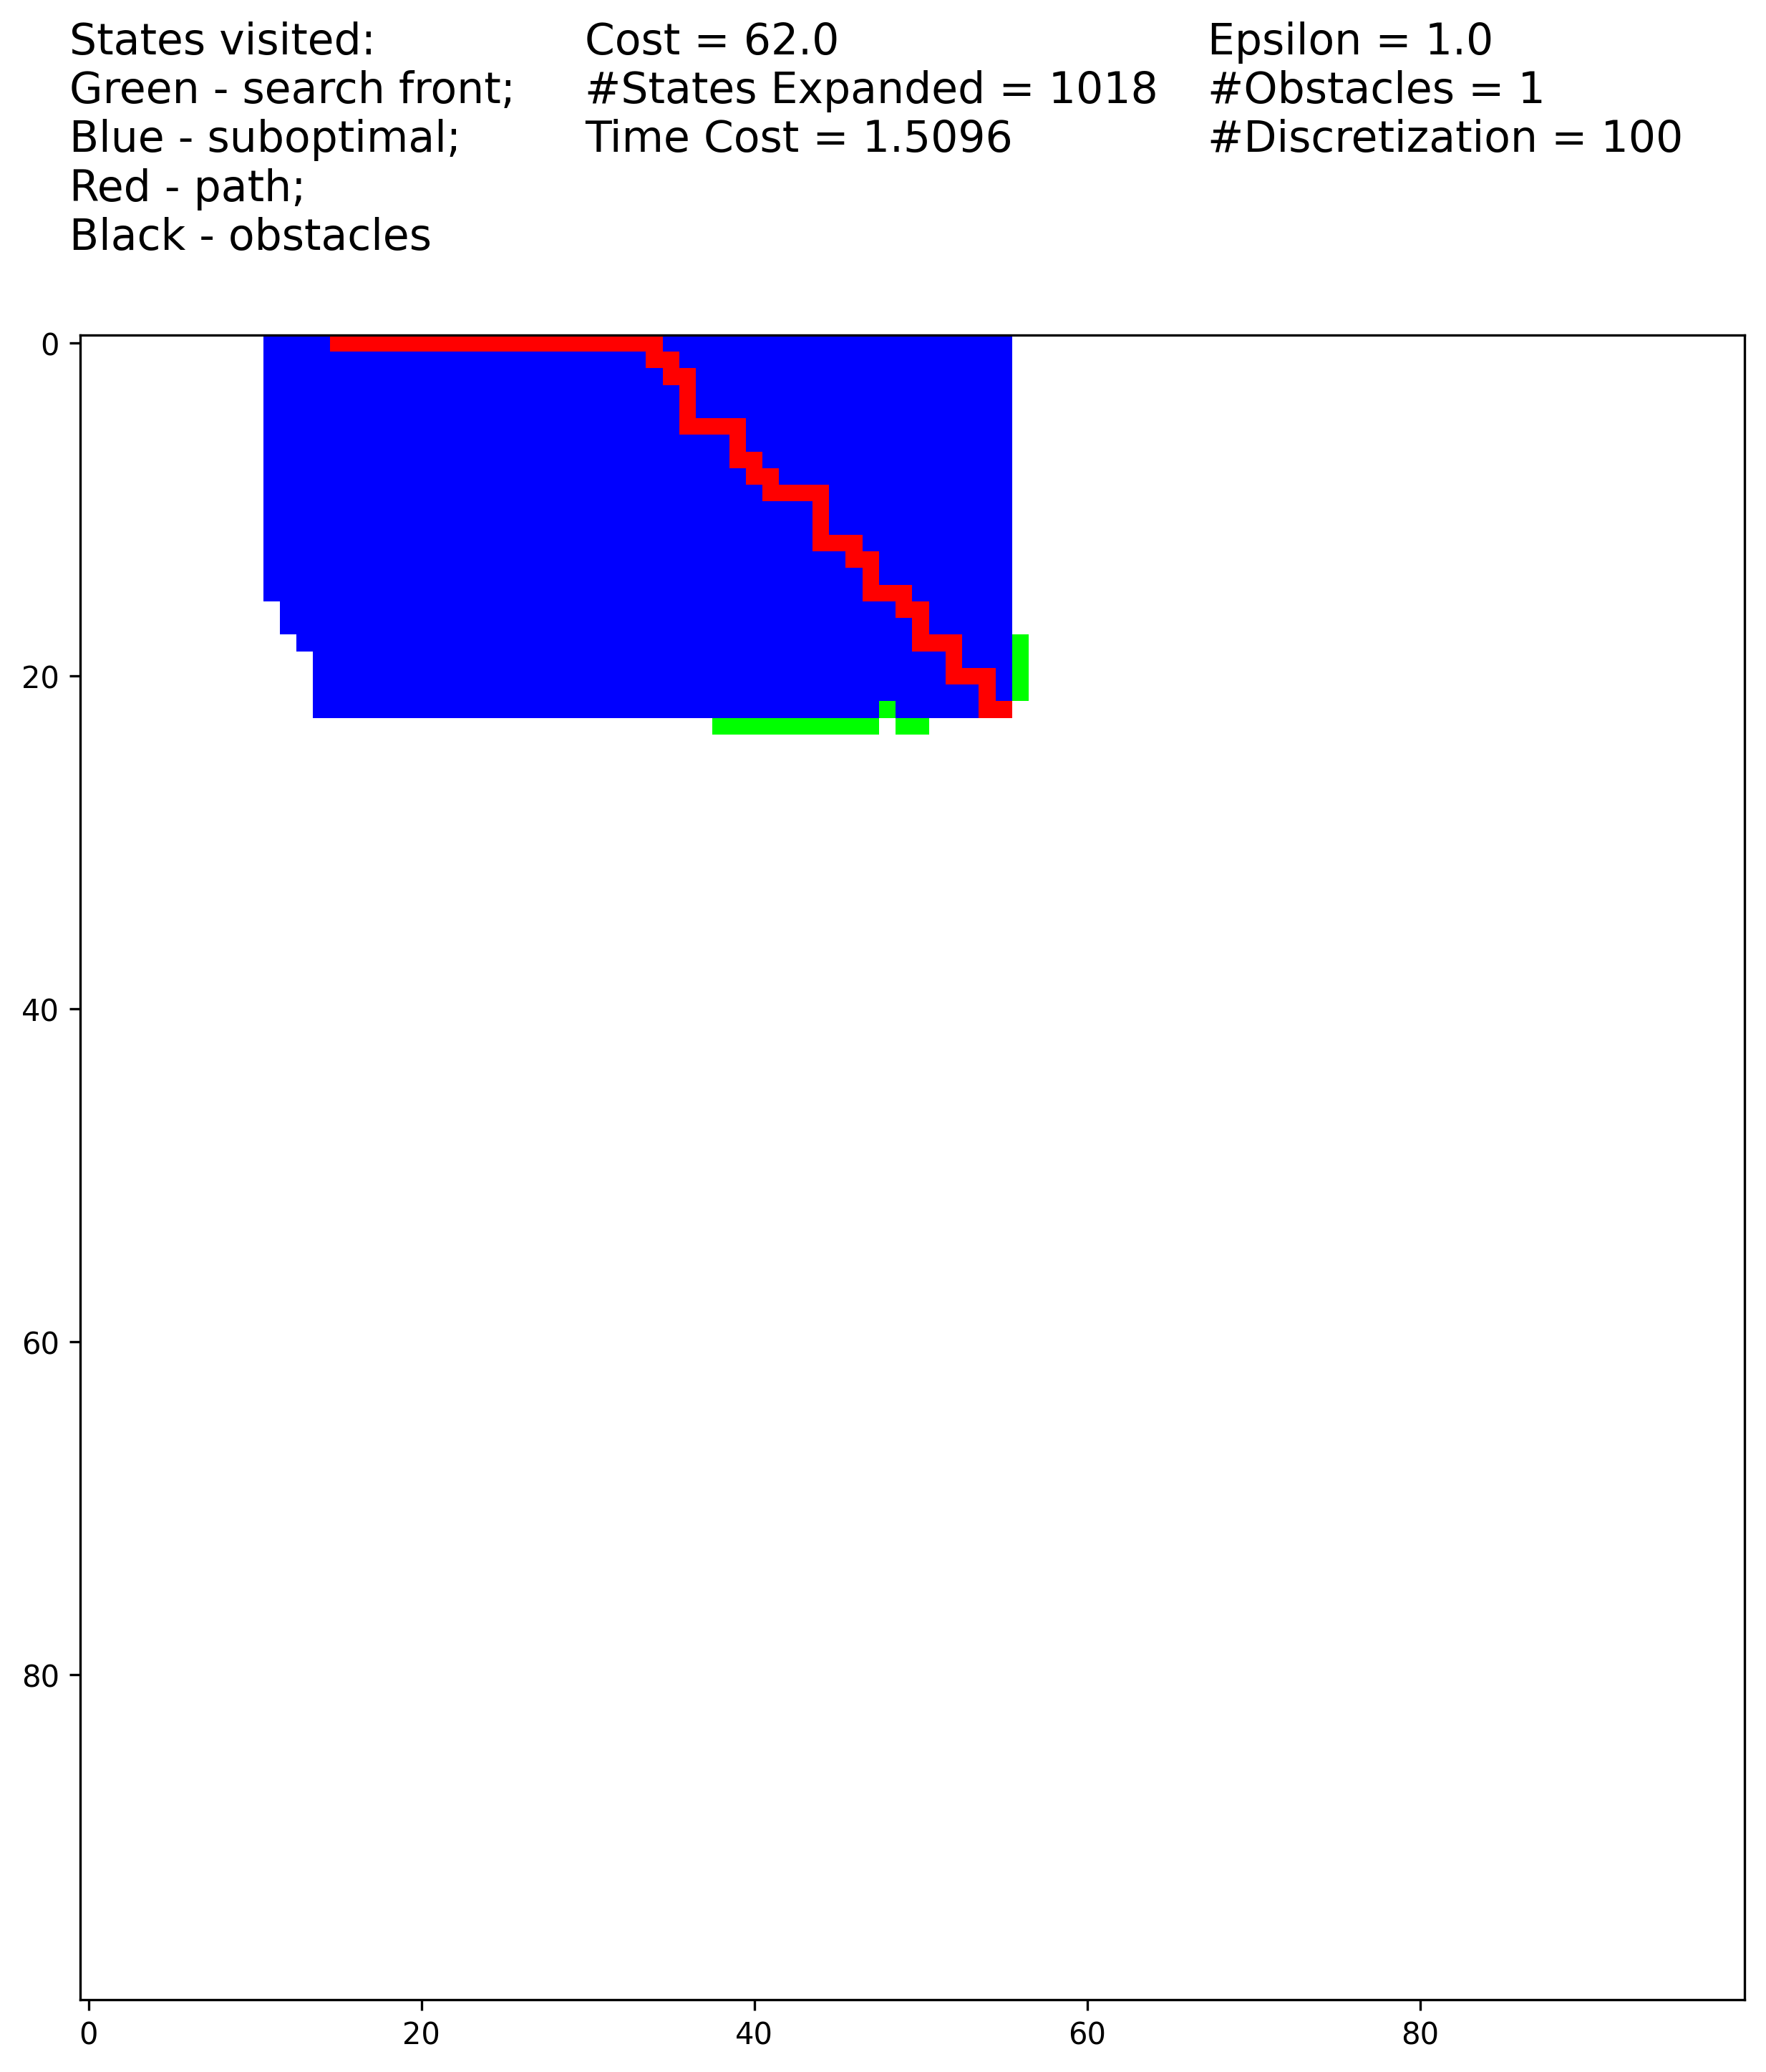 States visited:
Green - search front;
Blue - suboptimal;
Red - path;
Black - obstacles
Cost = 62.0
#States Expanded = 1018
Time Cost = 1.5096
Epsilon = 1.0
#Obstacles = 1
#Discretization = 100
0
20
40
60
80
0
20
40
60
80